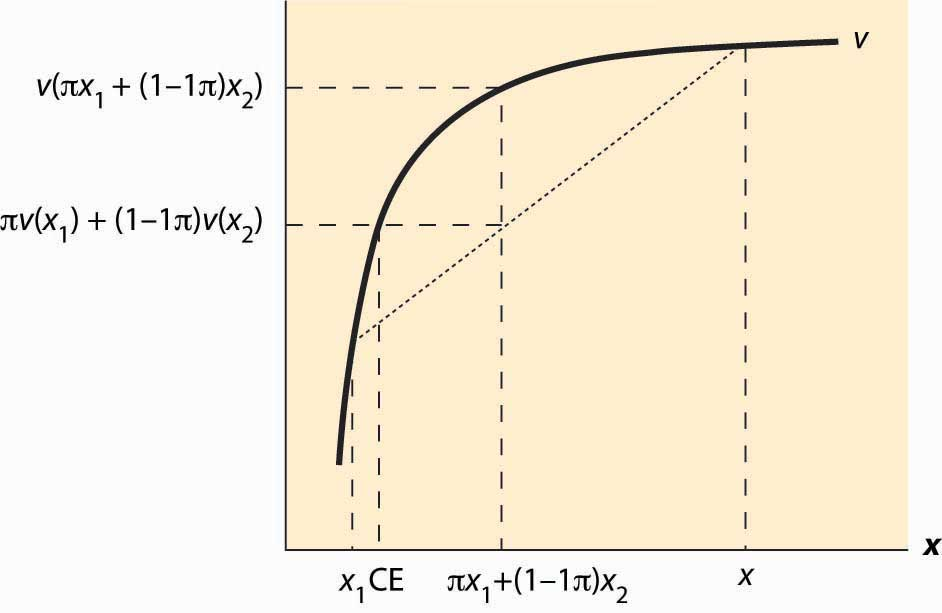 v
v(πx₁ + (1–1π)x₂)
πv(x₁) + (1–1π)v(x₂)
x
x₁ CE πx₁+(1–1π)x₂ x